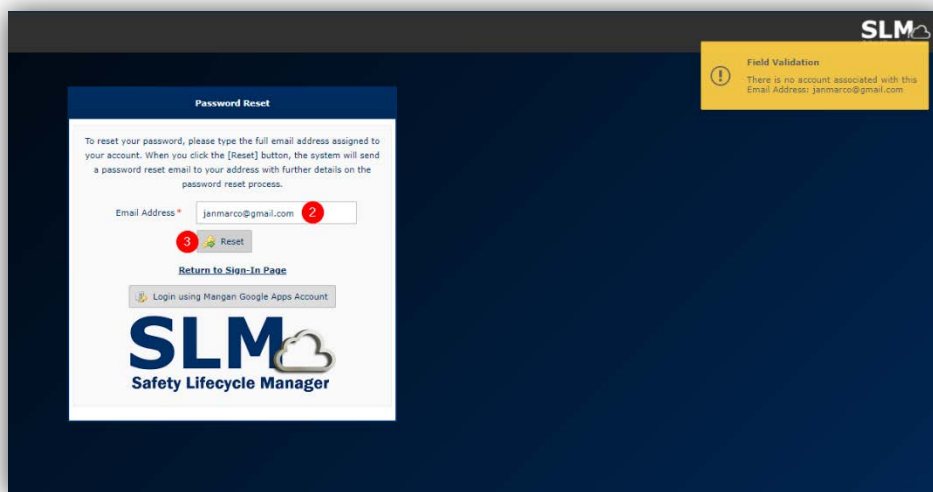 SLM
Field Validation
There is no account associated with this
Email Address: janmarco@gmail.com
Password Reset
To reset your password, please type the full email address assigned to
your account. When you click the [Reset] button, the system will send
a password reset email to your address with further details on the
password reset process.
Email Address * janmarco@gmail.com 2
3 Reset
Return to Sign-In Page
Login using Mangan Google Apps Account
SLM
Safety Lifecycle Manager